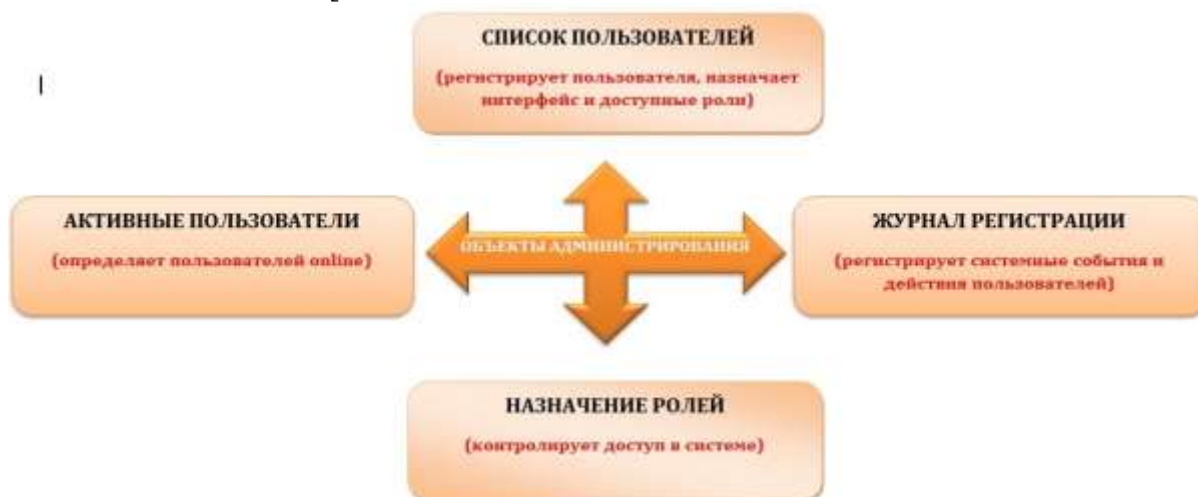 СПИСОК ПОЛЬЗОВАТЕЛЕЙ
(регистрирует пользователя, назначает
интерфейс и доступные роли)
АКТИВНЫЕ ПОЛЬЗОВАТЕЛИ
(определяет пользователей online)
ОБЪЕКТЫ АДМИНИСТРИРОВАНИЯ
ЖУРНАЛ РЕГИСТРАЦИИ
(регистрирует системные события и
действия пользователей)
НАЗНАЧЕНИЕ РОЛЕЙ
(контролирует доступ в системе)